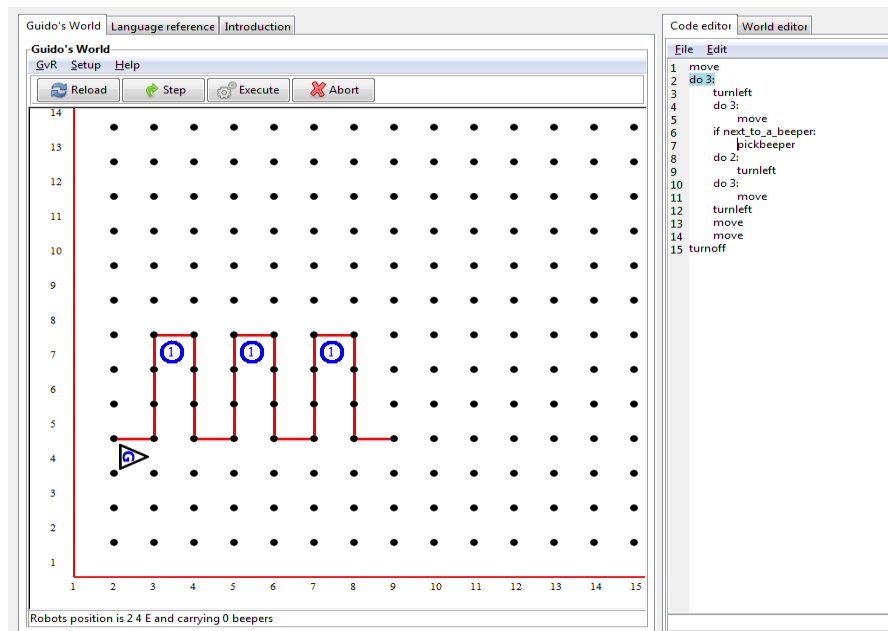 Guido's World Language reference Introduction
Guido's World
GvR Setup Help
Reload Step Execute Abort
14
13
12
11
10
9
8
7
6
5
4
3
2
1
1 1 1
G
1 2 3 4 5 6 7 8 9 10 11 12 13 14 15
Robots position is 2 4 E and carrying 0 beepers
Code editor World editor
File Edit
1 move
2 do 3:
3 turnleft
4 do 3:
5 move
6 if next_to_a_beeper:
7 pickbeeper
8 do 2:
9 turnleft
10 do 3:
11 move
12 turnleft
13 move
14 move
15 turnoff